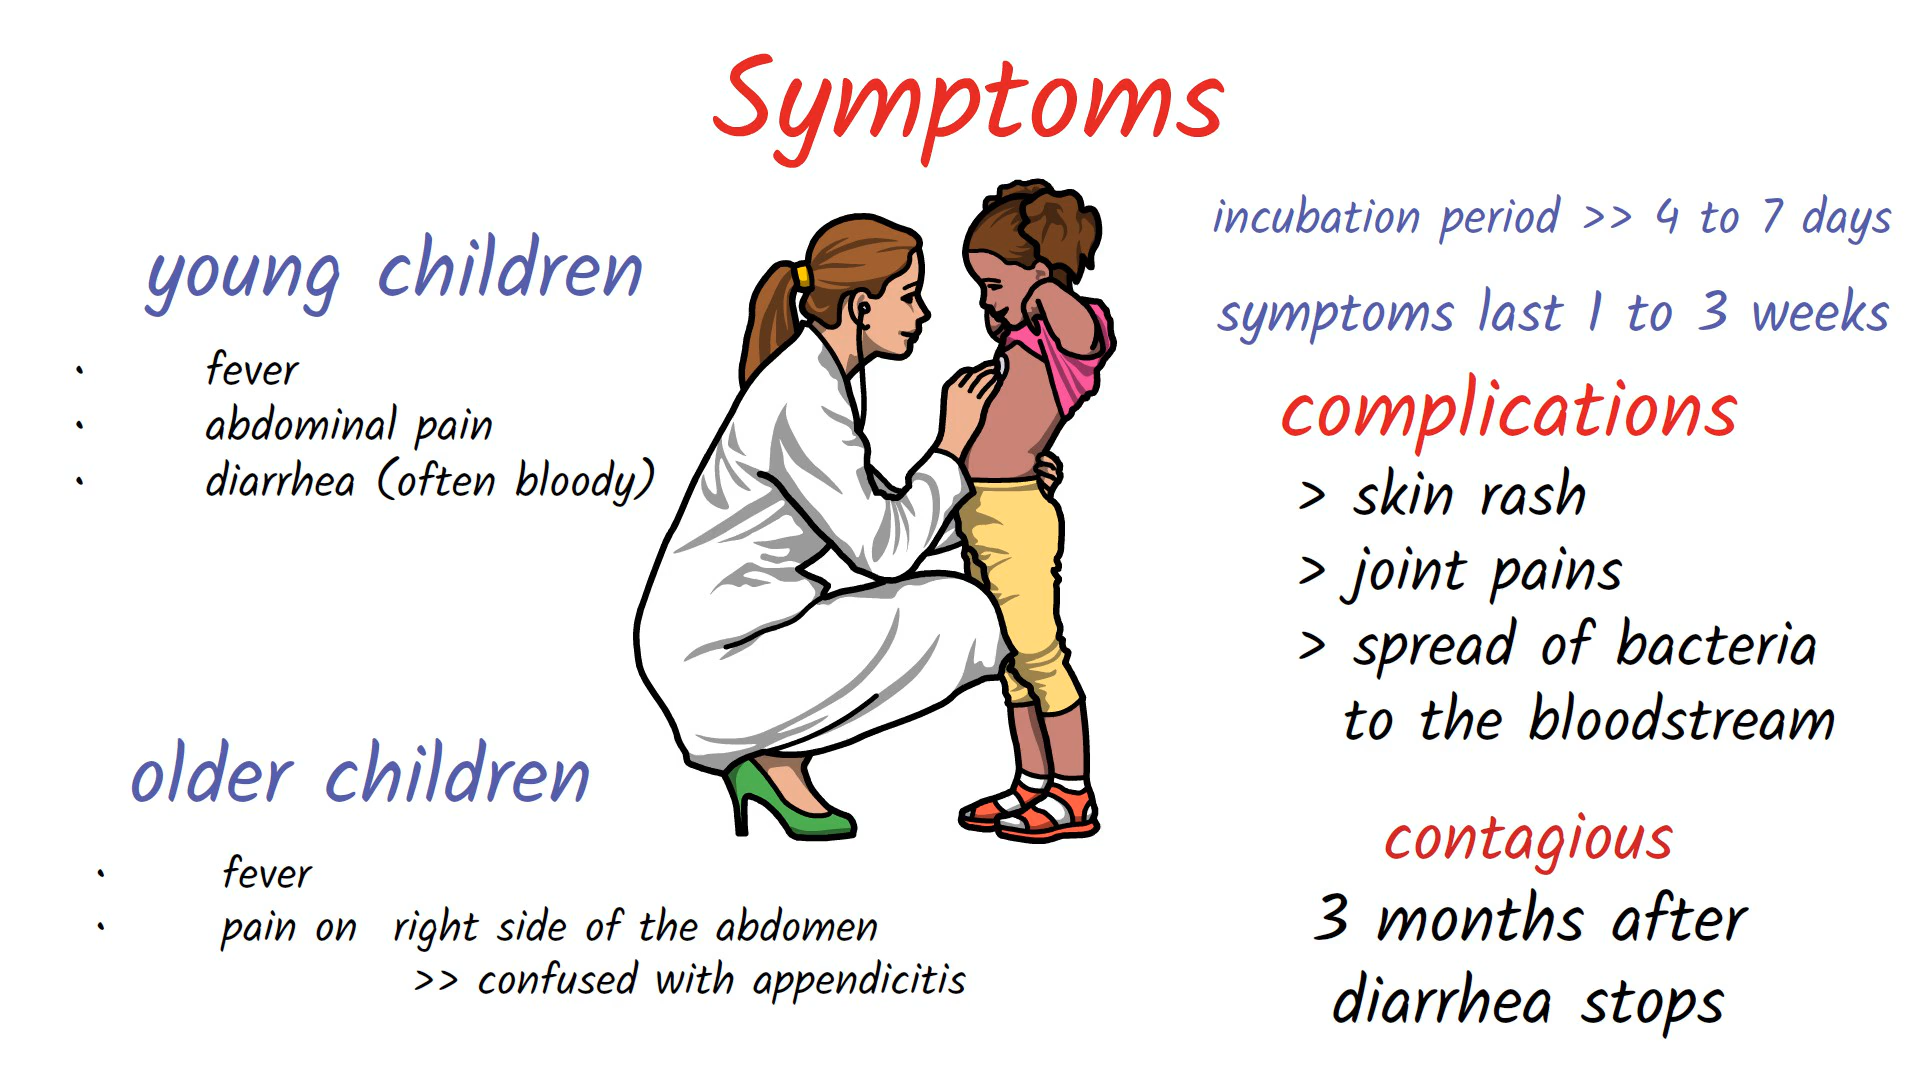 Symptoms
young children
• fever
• abdominal pain
• diarrhea (often bloody)
older children
• fever
• pain on right side of the abdomen
>> confused with appendicitis
incubation period >> 4 to 7 days
symptoms last 1 to 3 weeks
complications
> skin rash
> joint pains
> spread of bacteria
to the bloodstream
contagious
3 months after
diarrhea stops